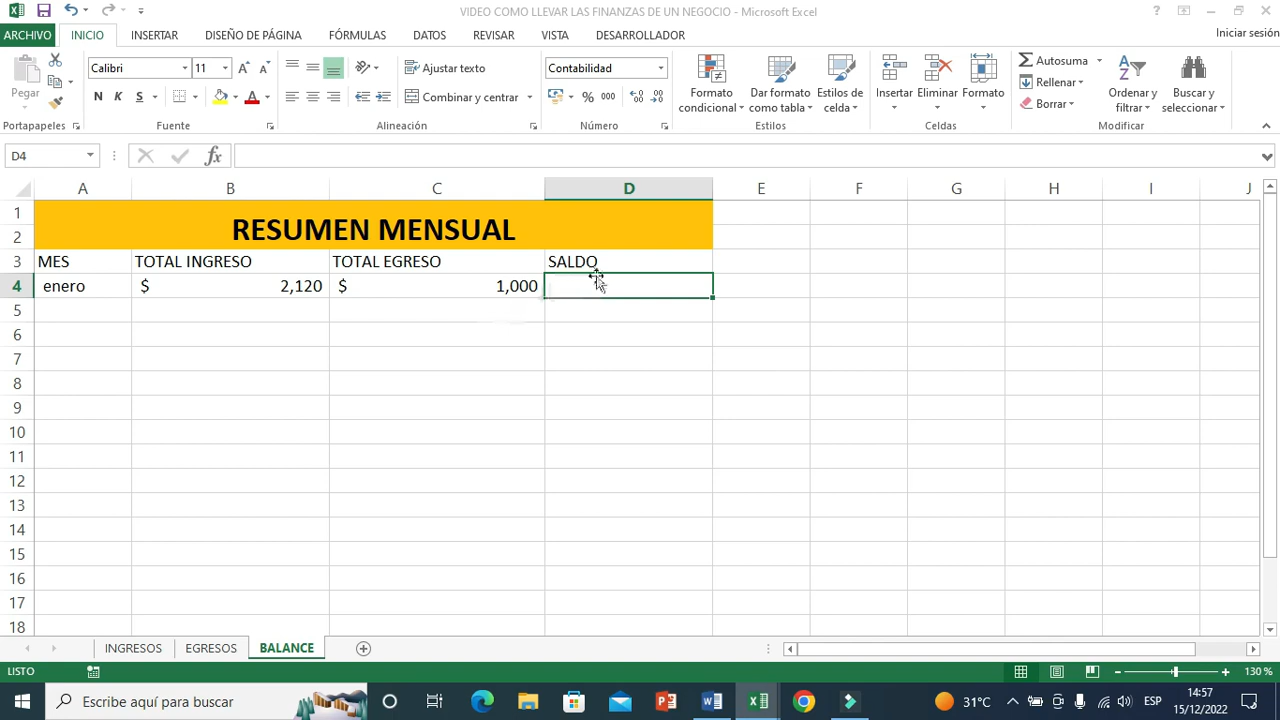 VIDEO COMO LLEVAR LAS FINANZAS DE UN NEGOCIO - Microsoft Excel
ARCHIVO INICIO INSERTAR DISEÑO DE PÁGINA FÓRMULAS DATOS REVISAR VISTA DESARROLLADOR Iniciar sesión
Pegar
Calibri 11
N K S
Ajustar texto
Combinar y centrar
Contabilidad
% 000
Formato condicional
Dar formato como tabla
Estilos de celda
Insertar
Eliminar
Formato
Autosuma
Rellenar
Borrar
Ordenar y filtrar
Buscar y seleccionar
Portapapeles Fuente Alineación Número Estilos Celdas Modificar
D4 fx
A B C D E F G H I J
1
RESUMEN MENSUAL
2
3 MES TOTAL INGRESO TOTAL EGRESO SALDO
4 enero $ 2,120 $ 1,000
5
6
7
8
9
10
11
12
13
14
15
16
17
18
INGRESOS EGRESOS BALANCE
LISTO 130 %
Escribe aquí para buscar 31°C ESP 14:57
15/12/2022